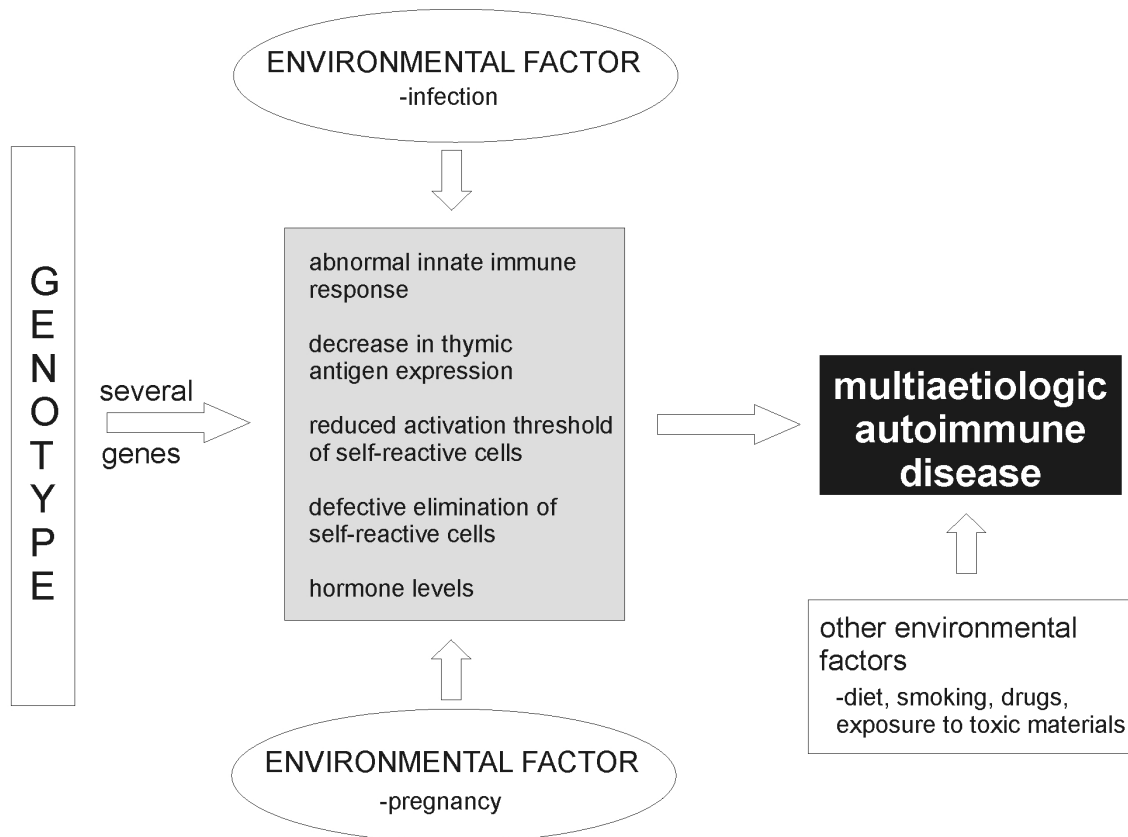 ENVIRONMENTAL FACTOR
-infection
GENOTYPE
several
genes
abnormal innate immune
response
decrease in thymic
antigen expression
reduced activation threshold
of self-reactive cells
defective elimination of
self-reactive cells
hormone levels
multiaetiologic
autoimmune
disease
other environmental
factors
-diet, smoking, drugs,
exposure to toxic materials
ENVIRONMENTAL FACTOR
-pregnancy